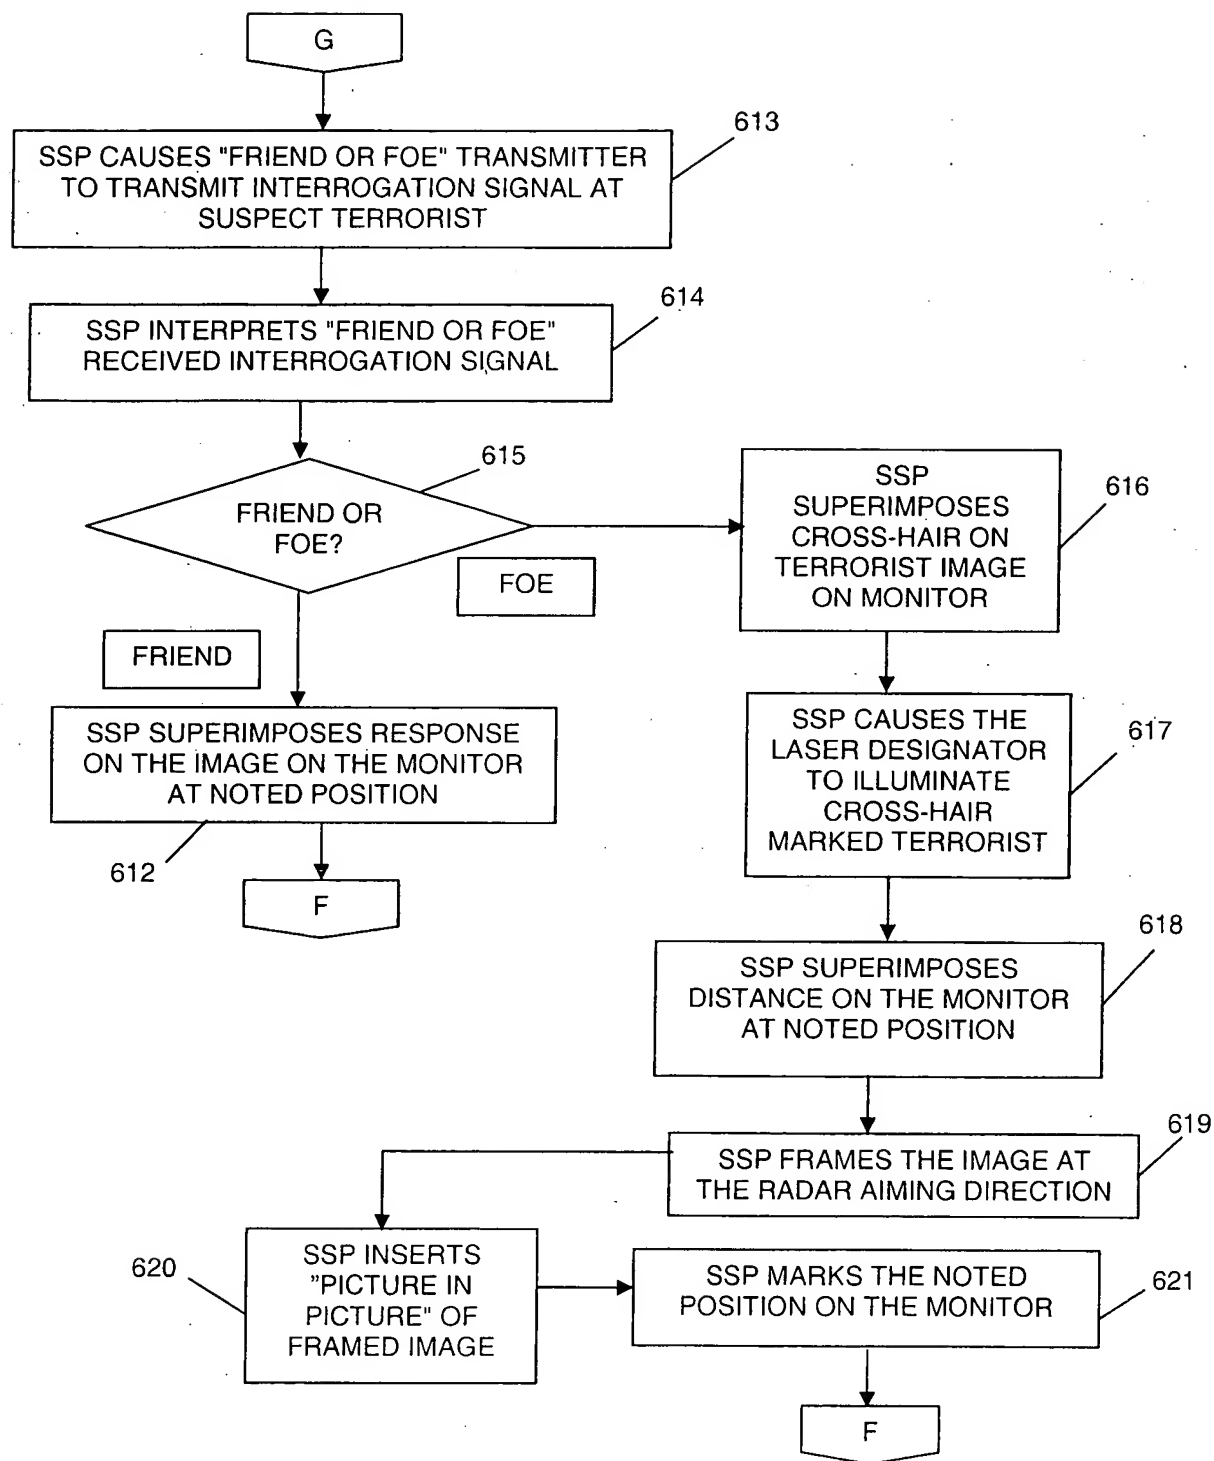 G
613
SSP CAUSES "FRIEND OR FOE" TRANSMITTER
TO TRANSMIT INTERROGATION SIGNAL AT
SUSPECT TERRORIST
614
SSP INTERPRETS "FRIEND OR FOE"
RECEIVED INTERROGATION SIGNAL
615
FRIEND OR
FOE?
FOE
FRIEND
SSP SUPERIMPOSES RESPONSE
ON THE IMAGE ON THE MONITOR
AT NOTED POSITION
612
F
SSP
SUPERIMPOSES
CROSS-HAIR ON
TERRORIST IMAGE
ON MONITOR
616
SSP CAUSES THE
LASER DESIGNATOR
TO ILLUMINATE
CROSS-HAIR
MARKED TERRORIST
617
SSP SUPERIMPOSES
DISTANCE ON THE MONITOR
AT NOTED POSITION
618
SSP FRAMES THE IMAGE AT
THE RADAR AIMING DIRECTION
619
SSP INSERTS
"PICTURE IN
PICTURE" OF
FRAMED IMAGE
620
SSP MARKS THE NOTED
POSITION ON THE MONITOR
621
F